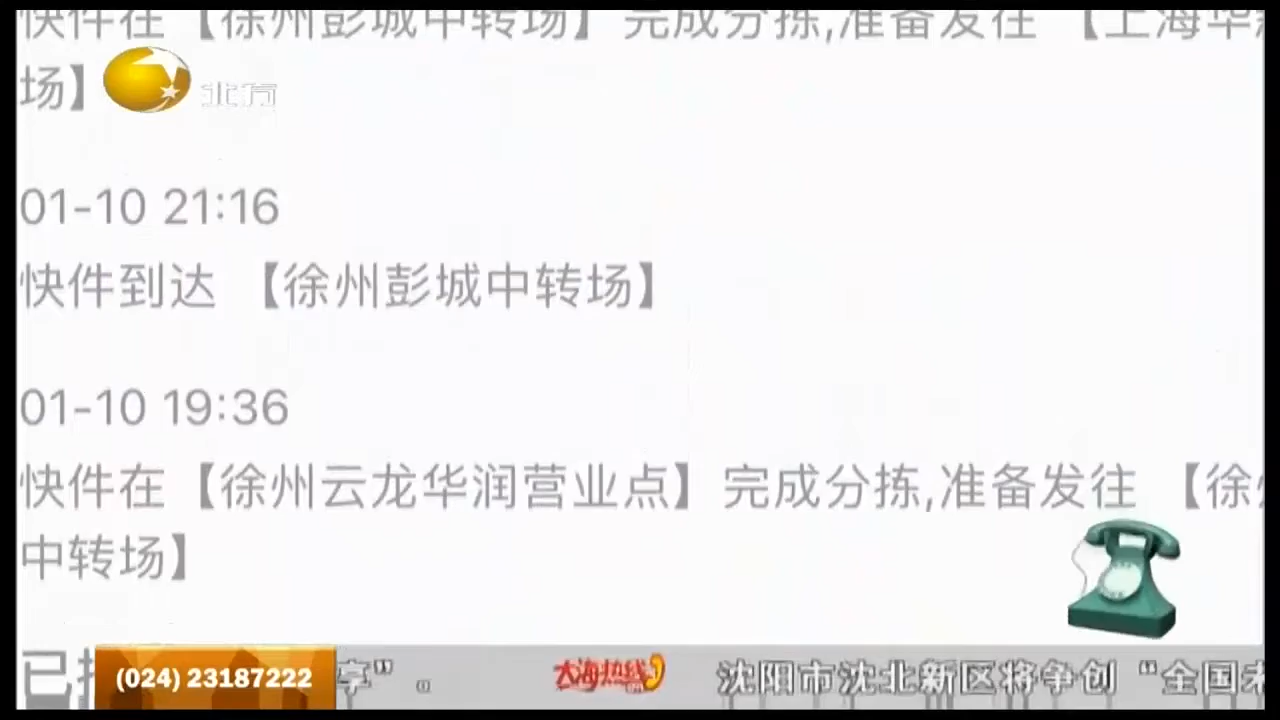 快件在【徐州彭城中转场】完成分拣,准备发往 【上海华
场】
北方
01-10 21:16
快件到达 【徐州彭城中转场】
01-10 19:36
快件在【徐州云龙华润营业点】完成分拣,准备发往 【徐
中转场】
已
(024) 23187222
享”。
大海热线
沈阳市沈北新区将争创“全国